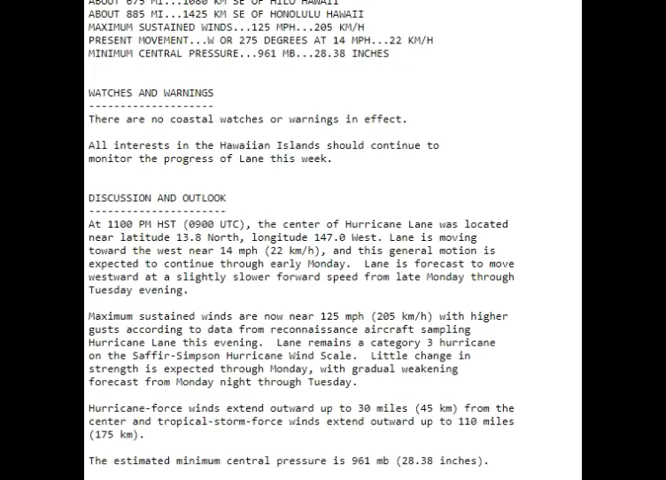 ABOUT 675 MI...1080 KM SE OF HILO HAWAII
ABOUT 885 MI...1425 KM SE OF HONOLULU HAWAII
MAXIMUM SUSTAINED WINDS...125 MPH...205 KM/H
PRESENT MOVEMENT...W OR 275 DEGREES AT 14 MPH...22 KM/H
MINIMUM CENTRAL PRESSURE...961 MB...28.38 INCHES
WATCHES AND WARNINGS
--------------------
There are no coastal watches or warnings in effect.
All interests in the Hawaiian Islands should continue to
monitor the progress of Lane this week.
DISCUSSION AND OUTLOOK
----------------------
At 1100 PM HST (0900 UTC), the center of Hurricane Lane was located
near latitude 13.8 North, longitude 147.0 West. Lane is moving
toward the west near 14 mph (22 km/h), and this general motion is
expected to continue through early Monday.  Lane is forecast to move
westward at a slightly slower forward speed from late Monday through
Tuesday evening.
Maximum sustained winds are now near 125 mph (205 km/h) with higher
gusts according to data from reconnaissance aircraft sampling
Hurricane Lane this evening.  Lane remains a category 3 hurricane
on the Saffir-Simpson Hurricane Wind Scale.  Little change in
strength is expected through Monday, with gradual weakening
forecast from Monday night through Tuesday.
Hurricane-force winds extend outward up to 30 miles (45 km) from the
center and tropical-storm-force winds extend outward up to 110 miles
(175 km).
The estimated minimum central pressure is 961 mb (28.38 inches).